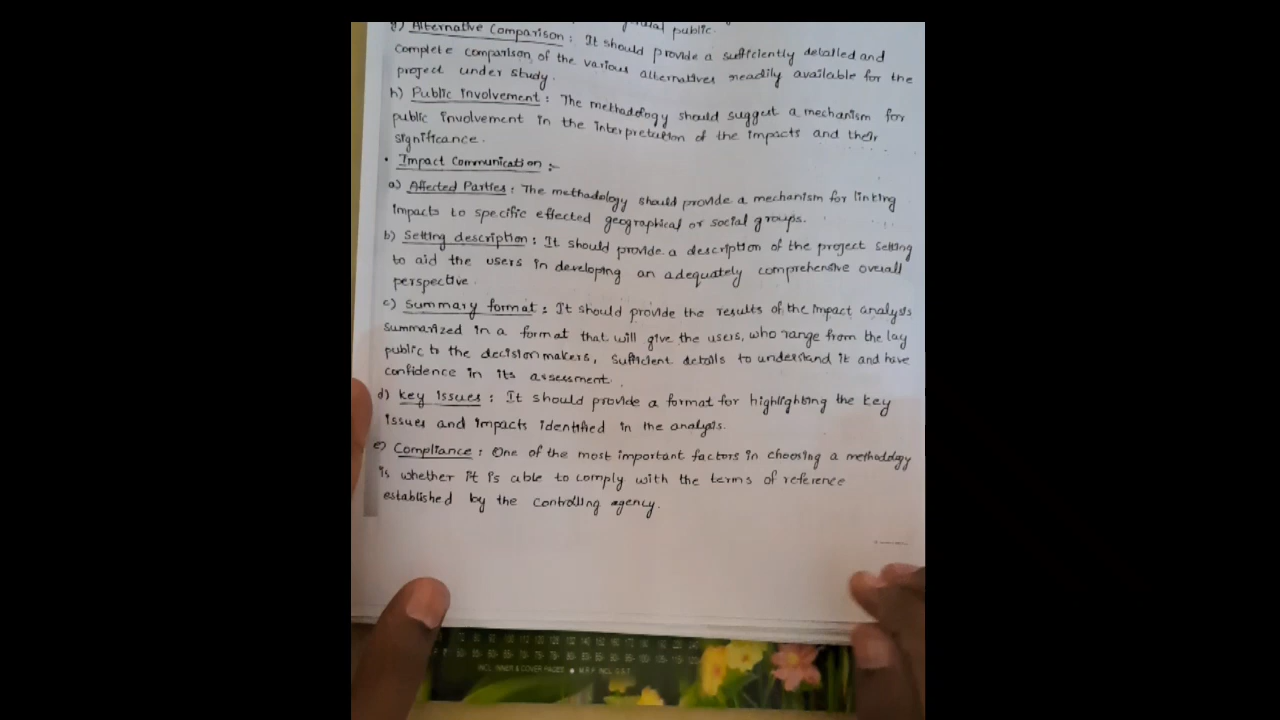 public.
g) Alternative Comparison : It should provide a sufficiently detailed and
complete comparison of the various alternatives readily available for the
project under study.
h) Public involvement : The methodology should suggest a mechanism for
public involvement in the interpretation of the impacts and their
significance.
• Impact Communication :-
a) Affected Parties : The methadology should provide a mechanism for linking
impacts to specific effected geographical or social groups.
b) Setting description : It should provide a description of the project setting
to aid the users in developing an adequately comprehensive overall
perspective.
c) Summary format : It should provide the results of the impact analysis
summarized in a format that will give the users, who range from the lay
public to the decision makers, sufficient details to understand it and have
confidence in its assessment.
d) Key Issues : It should provide a format for highlighting the key
issues and impacts identified in the analysis.
e) Compliance : One of the most important factors in choosing a methodology
is whether it is able to comply with the terms of reference
established by the controlling agency.
INCL. INNER & COVER PAGES ● M.R.P. INCL. G.S.T